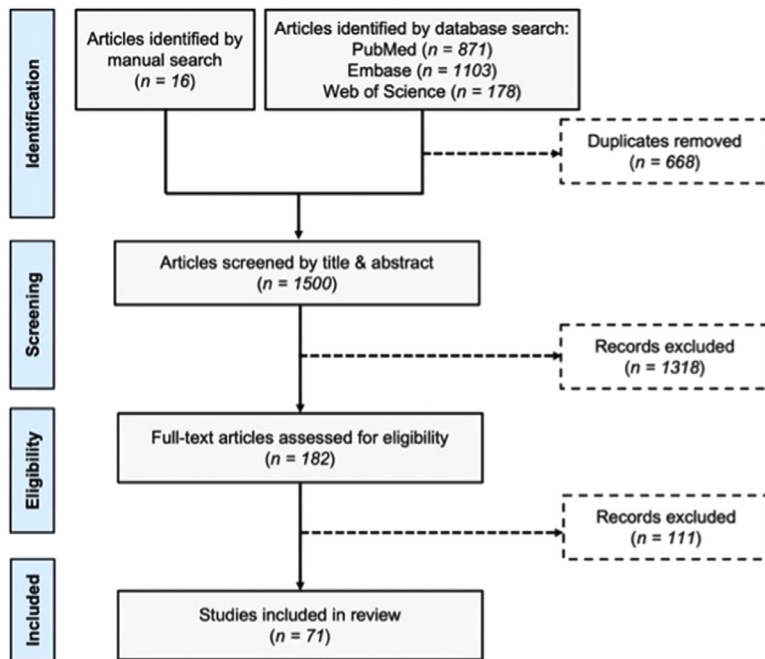 Identification
Articles identified by
manual search
(n = 16)
Articles identified by database search:
PubMed (n = 871)
Embase (n = 1103)
Web of Science (n = 178)
Duplicates removed
(n = 668)
Screening
Articles screened by title & abstract
(n = 1500)
Records excluded
(n = 1318)
Eligibility
Full-text articles assessed for eligibility
(n = 182)
Records excluded
(n = 111)
Included
Studies included in review
(n = 71)